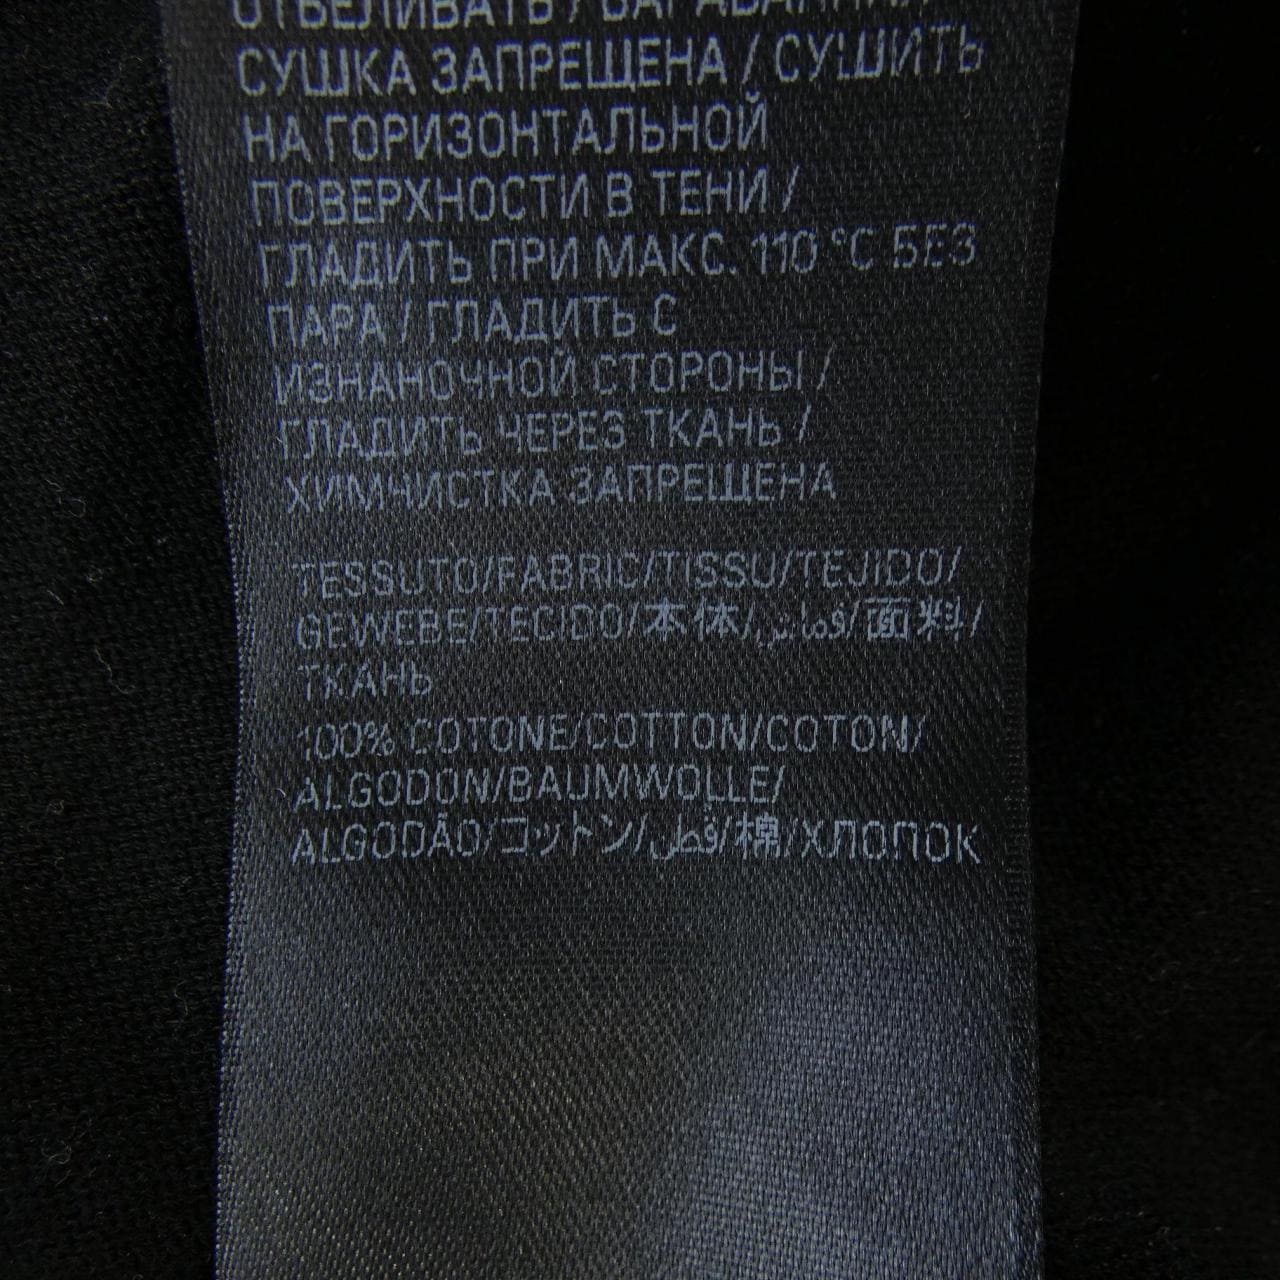 ОТБЕЛИВАТЬ / БАРАБАННАЯ
СУШКА ЗАПРЕЩЕНА / СУШИТЬ
НА ГОРИЗОНТАЛЬНОЙ
ПОВЕРХНОСТИ В ТЕНИ /
ГЛАДИТЬ ПРИ МАКС. 110 °C БЕЗ
ПАРА / ГЛАДИТЬ С
ИЗНАНОЧНОЙ СТОРОНЫ /
ГЛАДИТЬ ЧЕРЕЗ ТКАНЬ /
ХИМЧИСТКА ЗАПРЕЩЕНА
TESSUTO/FABRIC/TISSU/TEJIDO/
GEWEBE/TECIDO/本体/قماش/面料/
ТКАНЬ
100% COTONE/COTTON/COTON/
ALGODON/BAUMWOLLE/
ALGODÃO/コットン/قطن/棉/ХЛОПОК